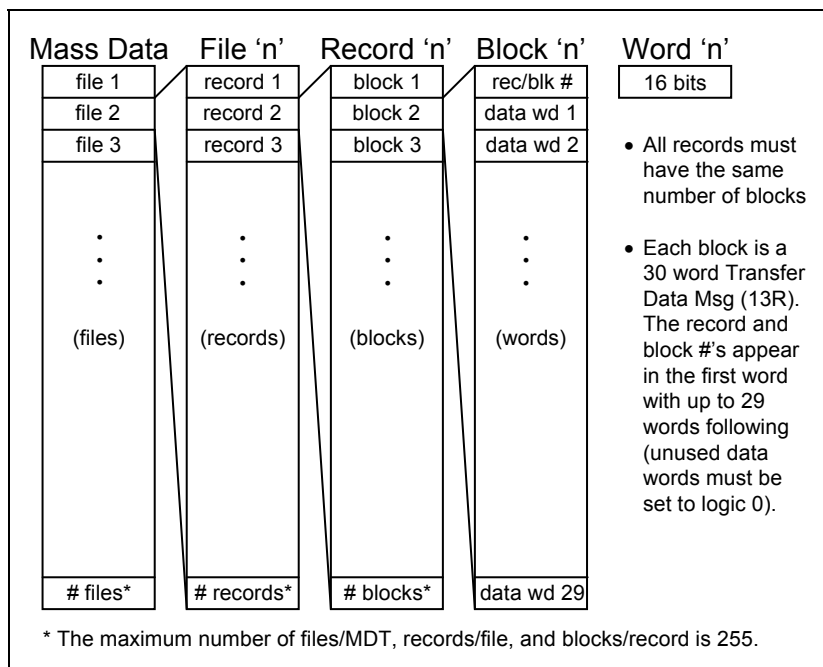 Mass Data File ‘n’ Record ‘n’ Block ‘n’ Word ‘n’
file 1 record 1 block 1 rec/blk # 16 bits
file 2 record 2 block 2 data wd 1
file 3 record 3 block 3 data wd 2
(files) (records) (blocks) (words)
# files* # records* # blocks* data wd 29
• All records must
have the same
number of blocks
• Each block is a
30 word Transfer
Data Msg (13R).
The record and
block #'s appear
in the first word
with up to 29
words following
(unused data
words must be
set to logic 0).
* The maximum number of files/MDT, records/file, and blocks/record is 255.